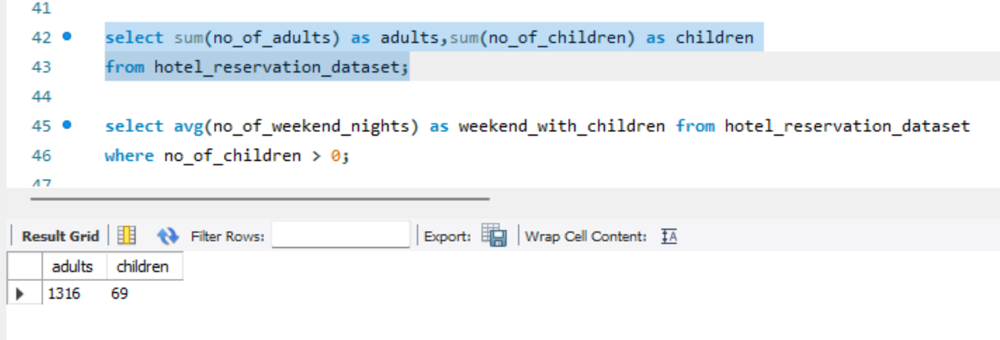 41
42 select sum(no_of_adults) as adults,sum(no_of_children) as children
43 from hotel_reservation_dataset;
44
45 select avg(no_of_weekend_nights) as weekend_with_children from hotel_reservation_dataset
46 where no_of_children > 0;
47
Result Grid Filter Rows: Export: Wrap Cell Content: IA
adults children
1316 69